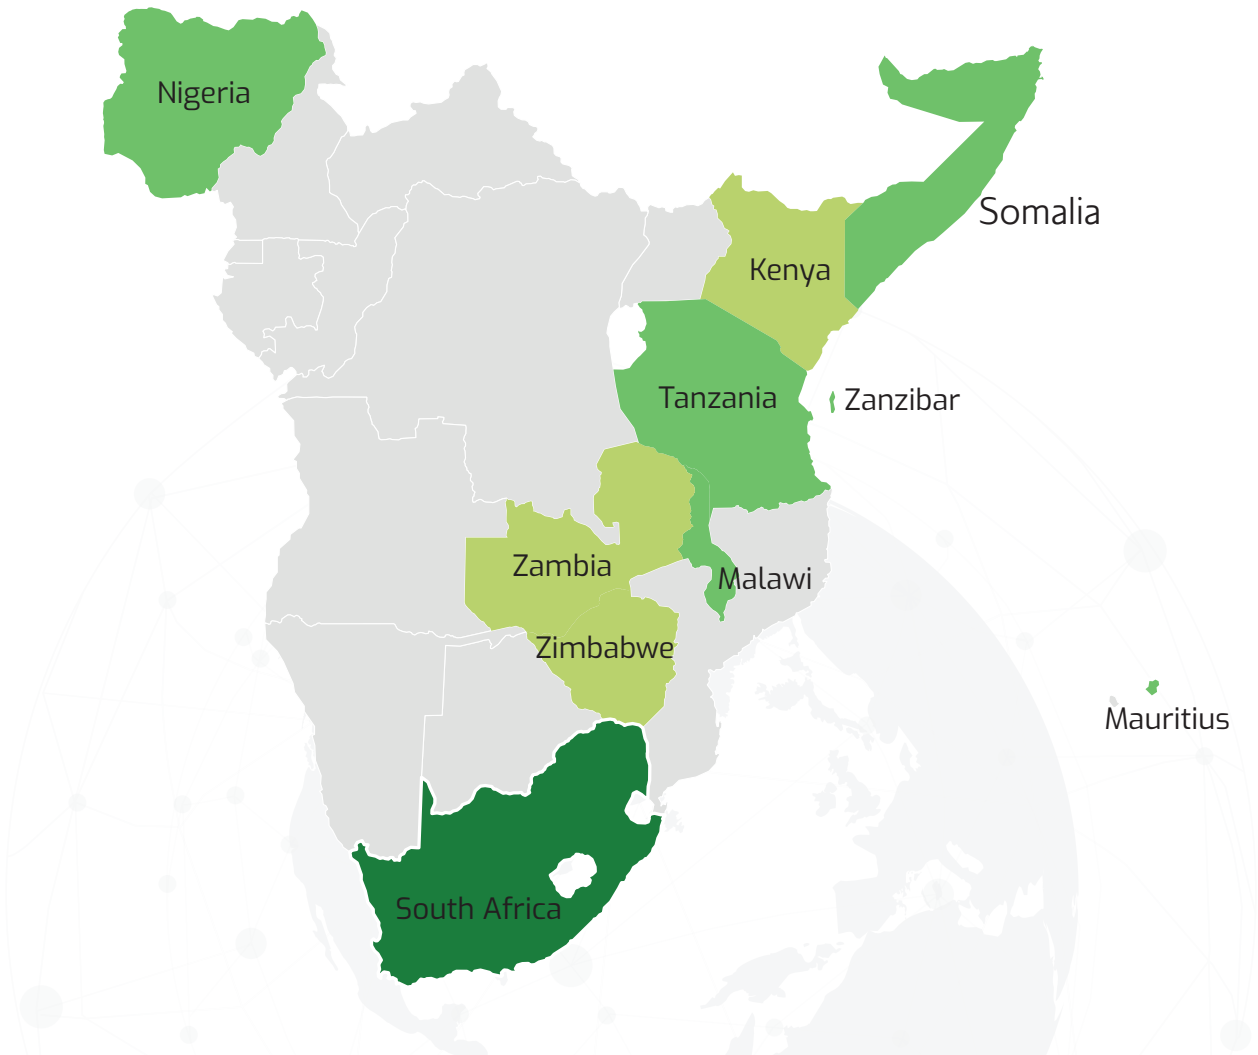 Nigeria
Somalia
Kenya
Tanzania
Zanzibar
Zambia
Malawi
Zimbabwe
Mauritius
South Africa